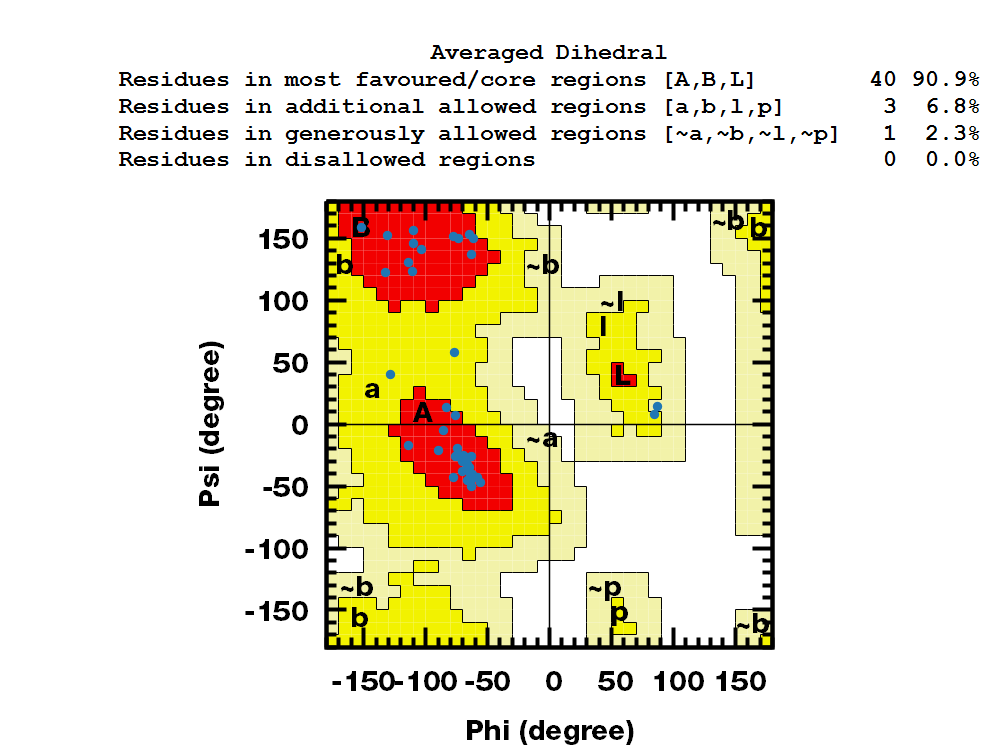 Averaged Dihedral
Residues in most favoured/core regions [A,B,L] 40 90.9%
Residues in additional allowed regions [a,b,l,p] 3 6.8%
Residues in generously allowed regions [~a,~b,~l,~p] 1 2.3%
Residues in disallowed regions 0 0.0%
B ~b b
150
b ~b
100 ~l
l
50
a L
A
0
~a
-50
-100
~b ~p
-150 b p ~b
-150 -100 -50 0 50 100 150
Phi (degree)
Psi (degree)